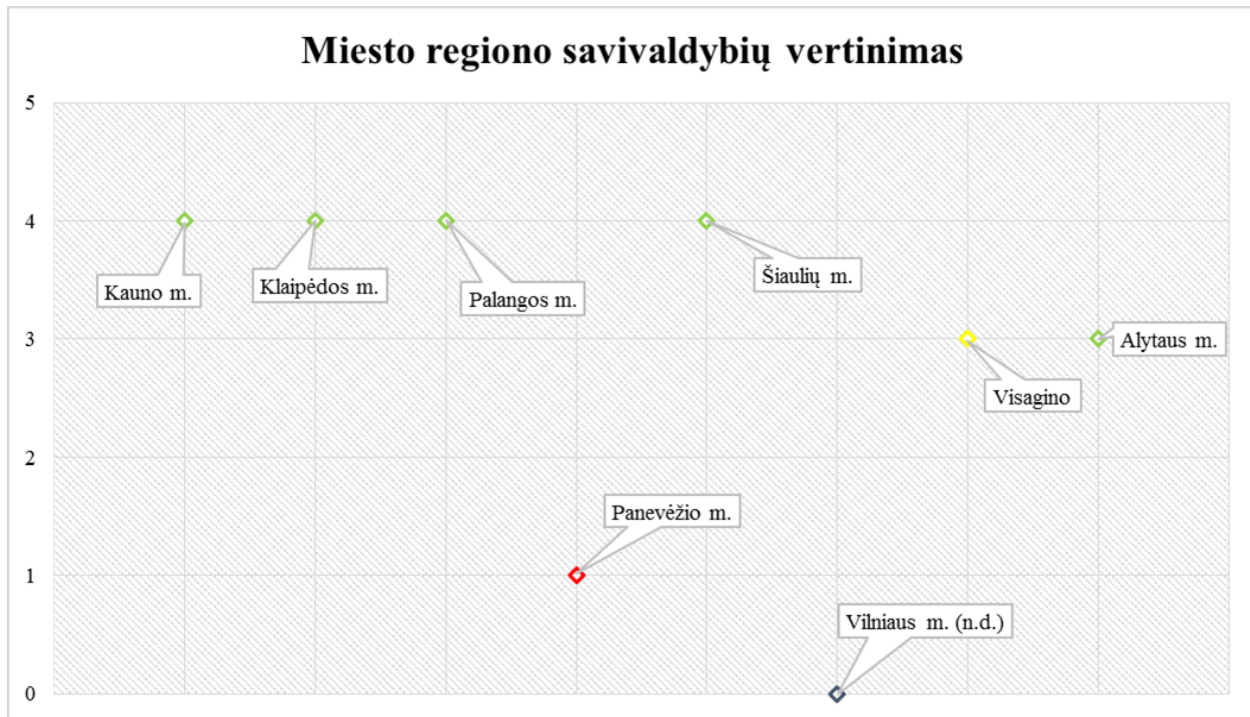 Miesto regiono savivaldybių vertinimas
5
4
Kauno m.
Klaipėdos m.
Palangos m.
Šiaulių m.
3
Alytaus m.
Visagino
2
Panevėžio m.
1
Vilniaus m. (n.d.)
0